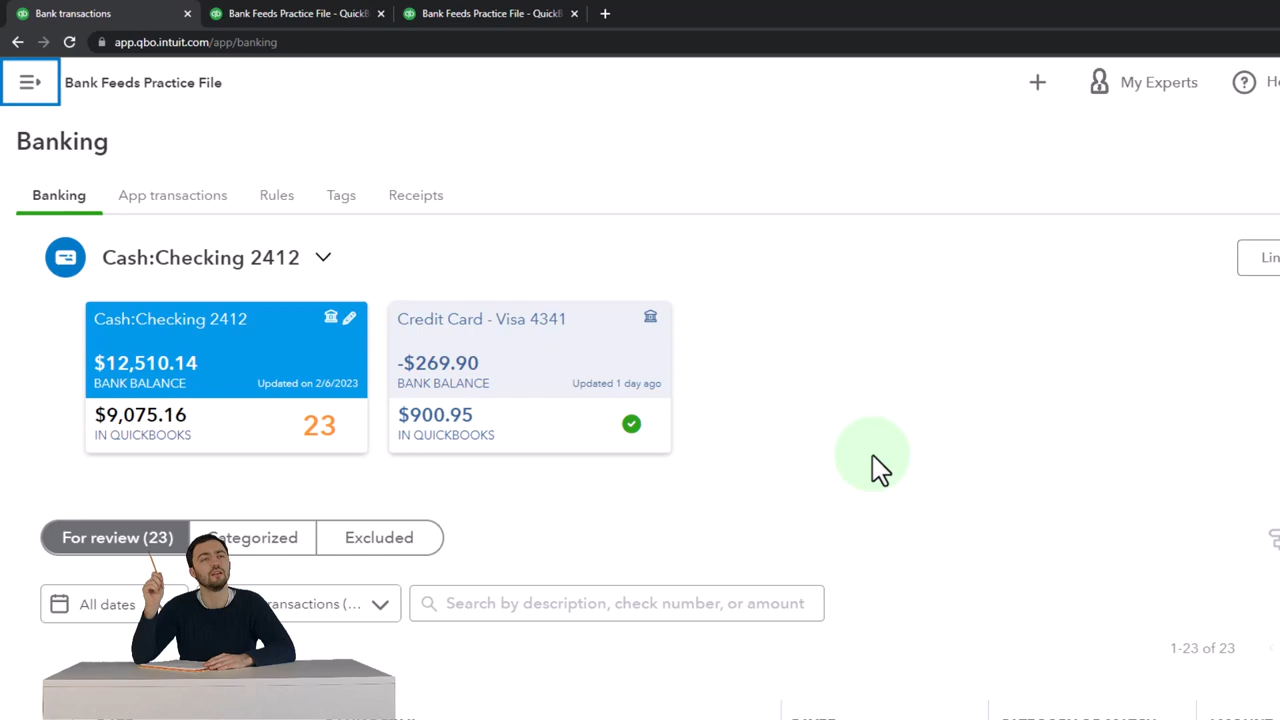 Bank transactions
Bank Feeds Practice File - QuickB
Bank Feeds Practice File - QuickB
app.qbo.intuit.com/app/banking
Bank Feeds Practice File
My Experts
Banking
Banking
App transactions
Rules
Tags
Receipts
Cash:Checking 2412
Lin
Cash:Checking 2412
$12,510.14
BANK BALANCE
Updated on 2/6/2023
$9,075.16
IN QUICKBOOKS
23
Credit Card - Visa 4341
-$269.90
BANK BALANCE
Updated 1 day ago
$900.95
IN QUICKBOOKS
For review (23)
ategorized
Excluded
All dates
ransactions (...
Search by description, check number, or amount
1-23 of 23